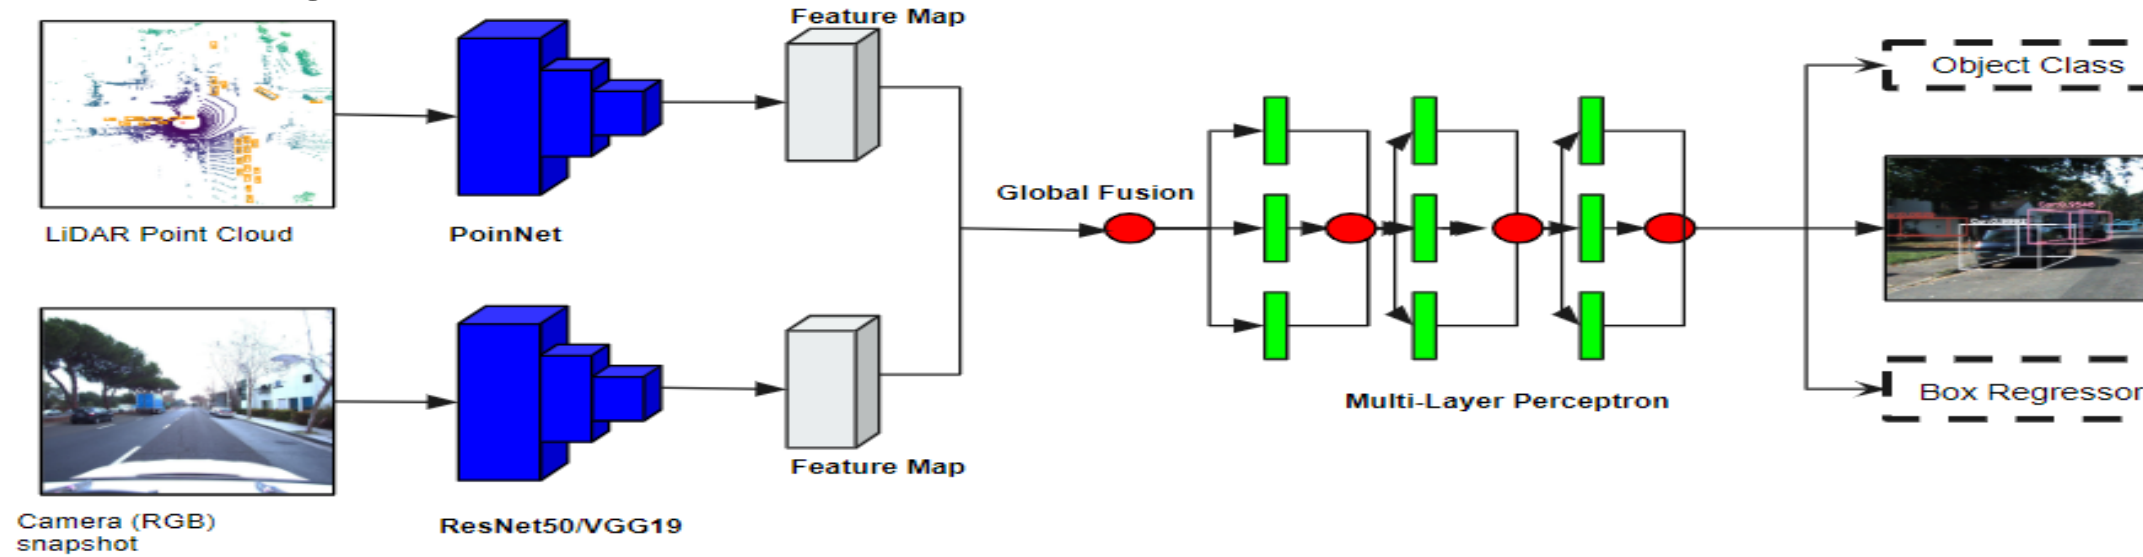 Feature Map
Object Class
Global Fusion
LiDAR Point Cloud
PoinNet
Box Regressor
Multi-Layer Perceptron
Feature Map
Camera (RGB)
snapshot
ResNet50/VGG19